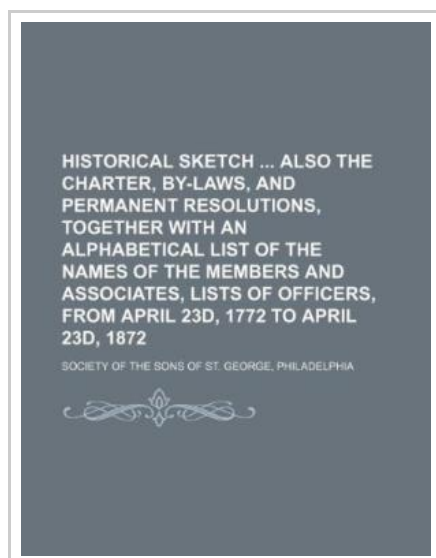 HISTORICAL SKETCH ... ALSO THE
CHARTER, BY-LAWS, AND
PERMANENT RESOLUTIONS,
TOGETHER WITH AN
ALPHABETICAL LIST OF THE
NAMES OF THE MEMBERS AND
ASSOCIATES, LISTS OF OFFICERS,
FROM APRIL 23D, 1772 TO APRIL
23D, 1872
SOCIETY OF THE SONS OF ST. GEORGE, PHILADELPHIA